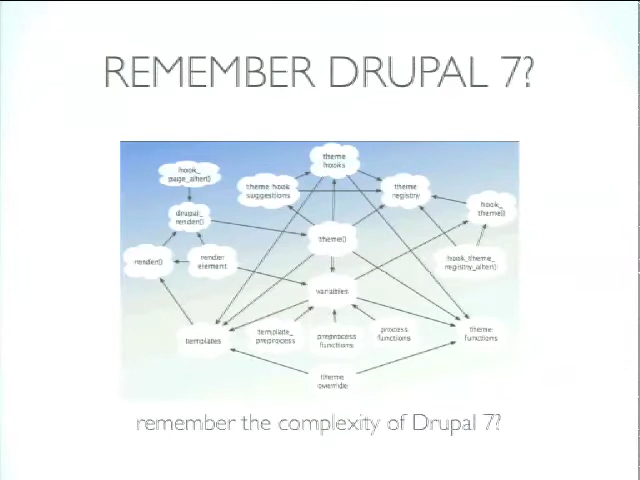 REMEMBER DRUPAL 7?
theme
hooks
hook_
page_alter()
theme hook
suggestions
theme
registry
hook_
theme()
drupal_
render()
theme()
render()
render
element
hook_theme_
registry_alter()
variables
templates
template_
preprocess
preprocess
functions
process
functions
theme
functions
theme
override
remember the complexity of Drupal 7?